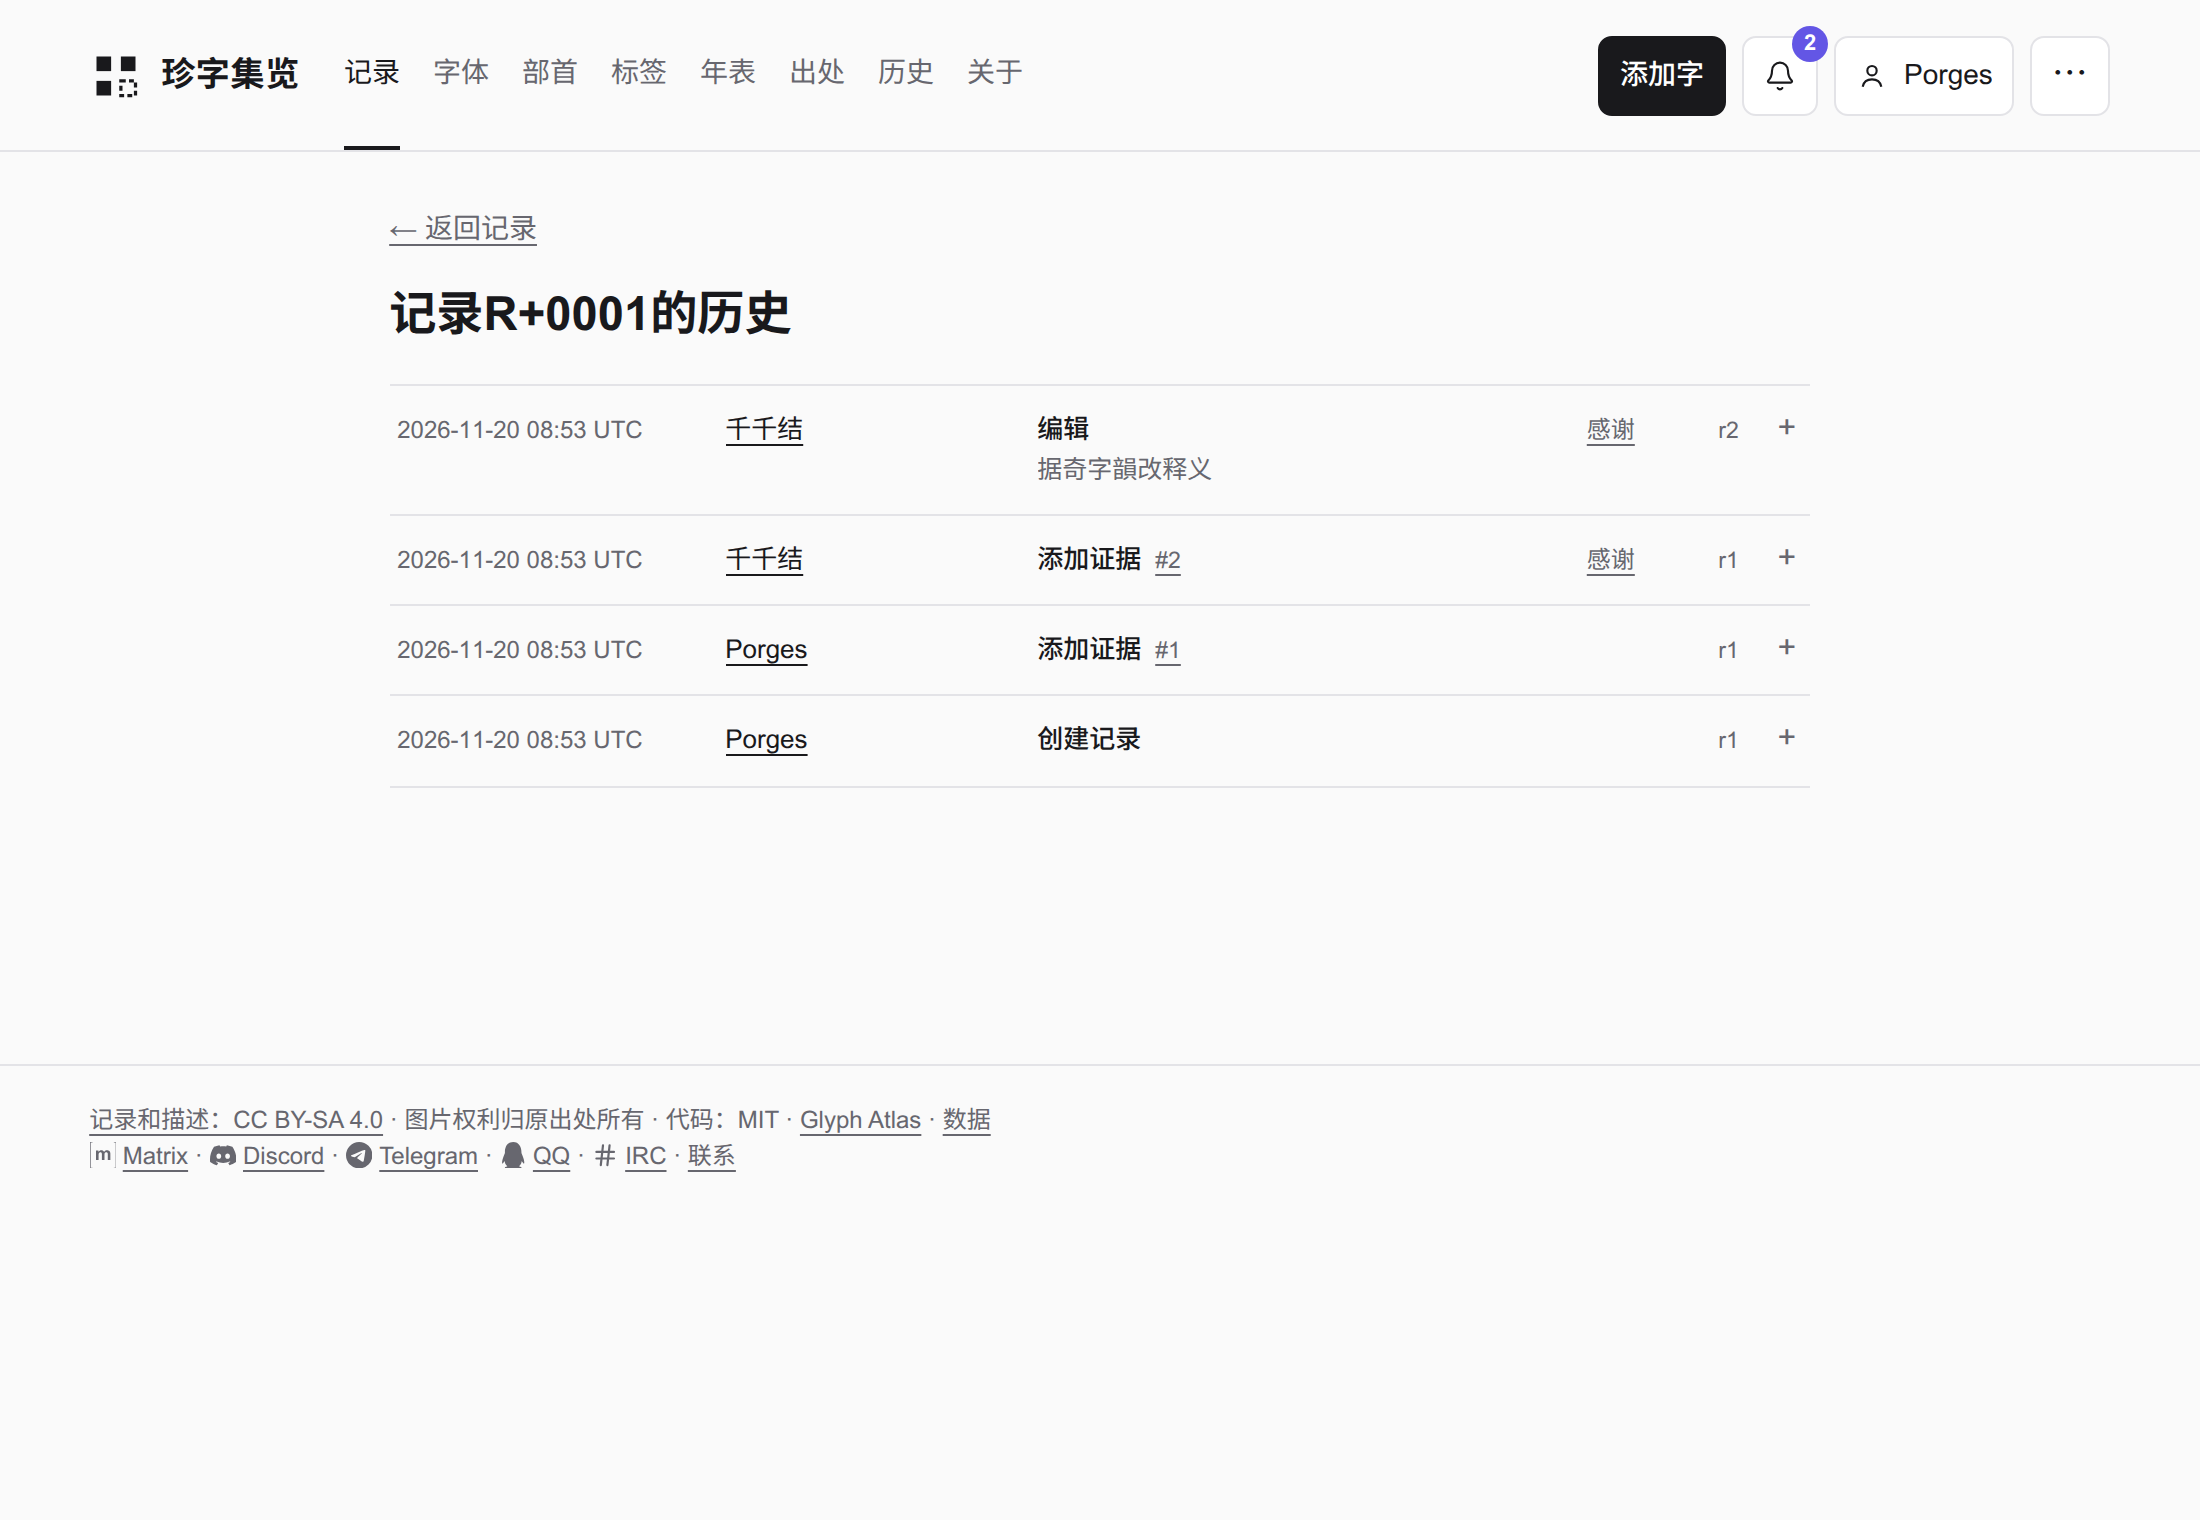 珍字集览 记录 字体 部首 标签 年表 出处 历史 关于 添加字 2 Porges ···
← 返回记录
记录R+0001的历史
2026-11-20 08:53 UTC 千千结 编辑 感谢 r2 +
据奇字韻改释义
2026-11-20 08:53 UTC 千千结 添加证据 #2 感谢 r1 +
2026-11-20 08:53 UTC Porges 添加证据 #1 r1 +
2026-11-20 08:53 UTC Porges 创建记录 r1 +
记录和描述：CC BY-SA 4.0 · 图片权利归原出处所有 · 代码：MIT · Glyph Atlas · 数据
[m] Matrix · Discord · Telegram · QQ · # IRC · 联系